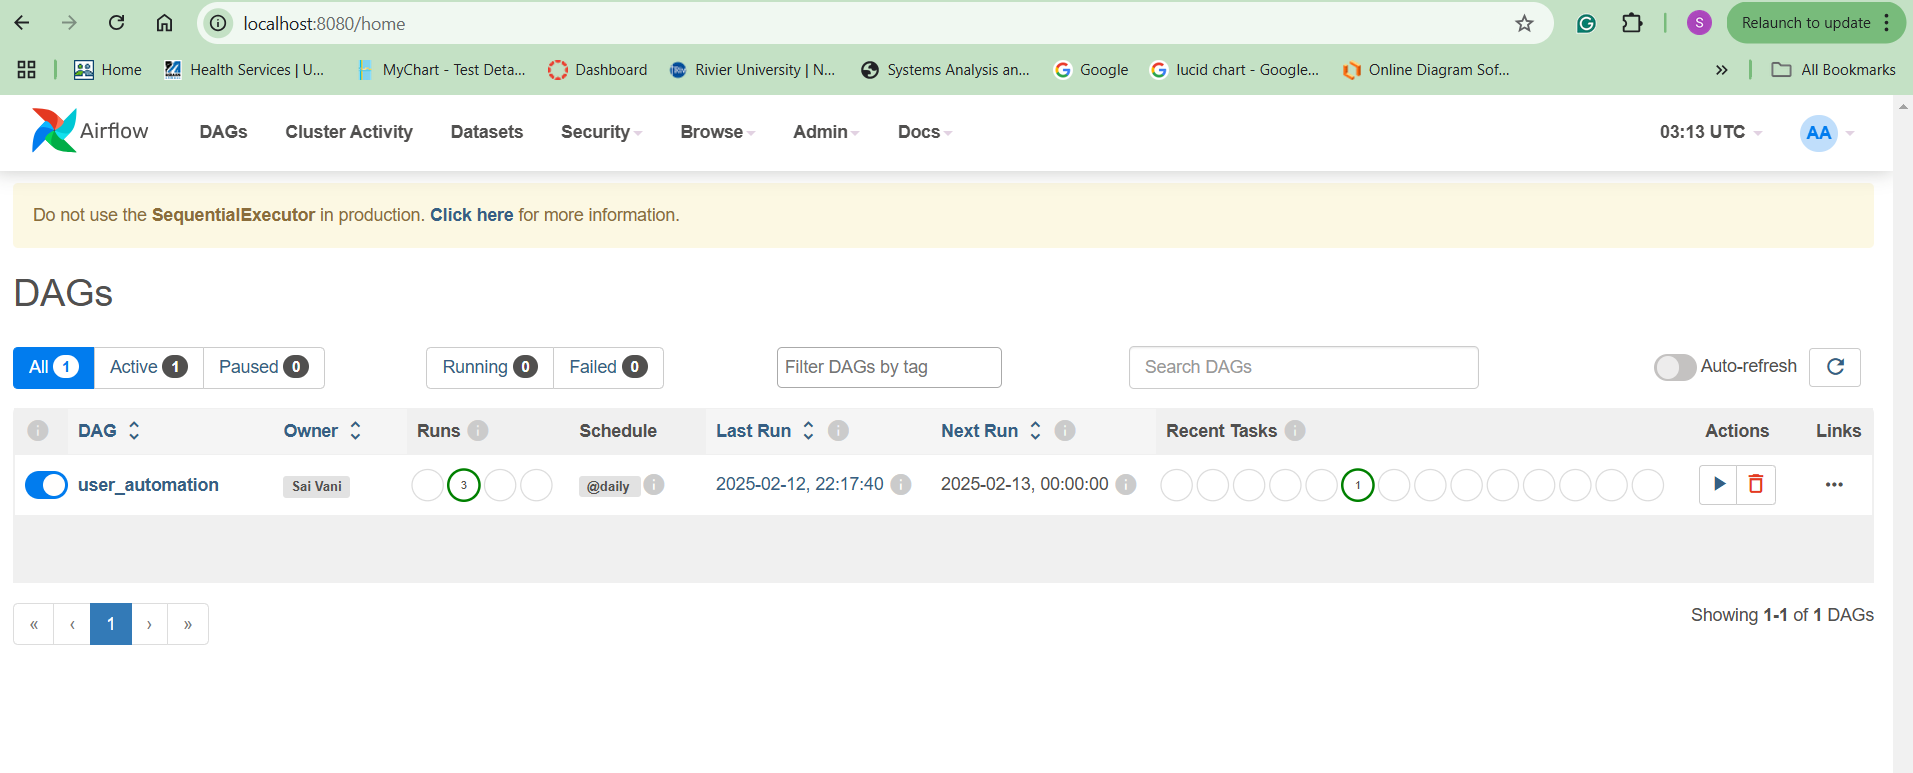 localhost:8080/home
S
Relaunch to update
Home
Health Services | U...
MyChart - Test Deta...
Dashboard
Rivier University | N...
Systems Analysis an...
Google
lucid chart - Google...
Online Diagram Sof...
»
All Bookmarks
Airflow
DAGs
Cluster Activity
Datasets
Security
Browse
Admin
Docs
03:13 UTC
AA
Do not use the SequentialExecutor in production. Click here for more information.
DAGs
All 1
Active 1
Paused 0
Running 0
Failed 0
Filter DAGs by tag
Search DAGs
Auto-refresh
DAG
Owner
Runs
Schedule
Last Run
Next Run
Recent Tasks
Actions
Links
user_automation
Sai Vani
3
@daily
2025-02-12, 22:17:40
2025-02-13, 00:00:00
1
« ‹ 1 › »
Showing 1-1 of 1 DAGs